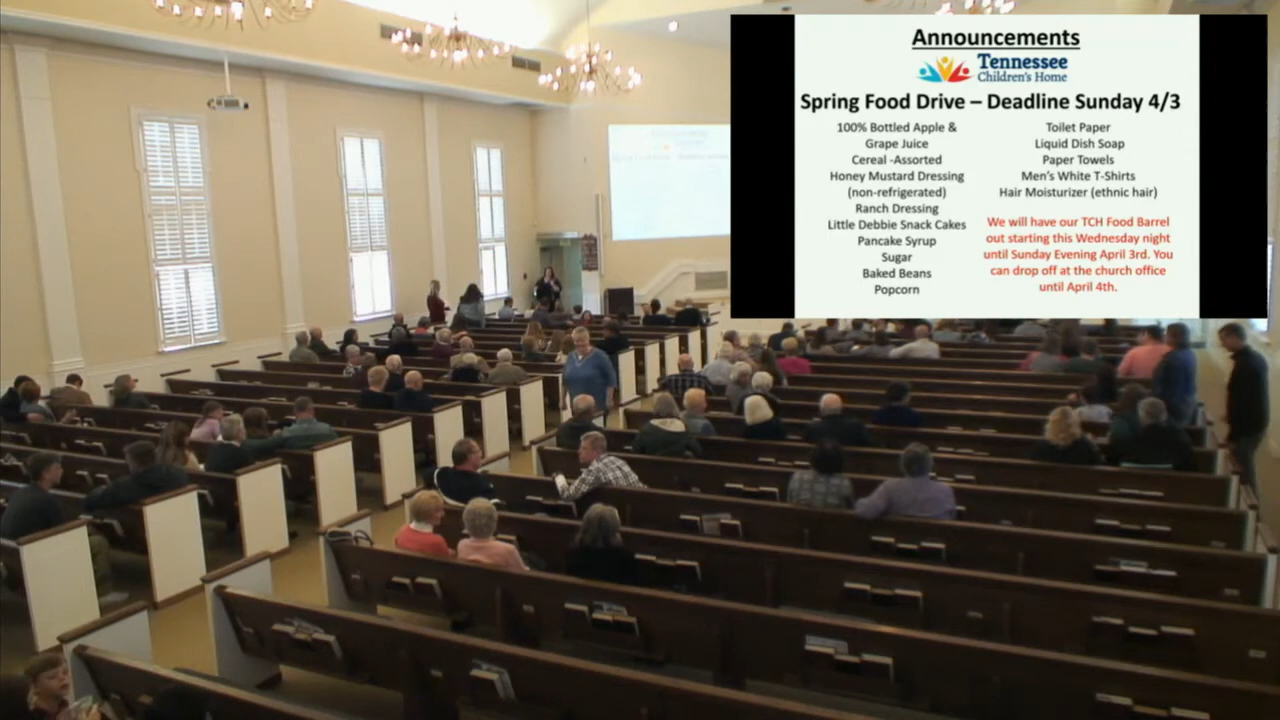 Announcements
Tennessee
Children's Home
Spring Food Drive – Deadline Sunday 4/3
100% Bottled Apple &
Grape Juice
Cereal -Assorted
Honey Mustard Dressing
(non-refrigerated)
Ranch Dressing
Little Debbie Snack Cakes
Pancake Syrup
Sugar
Baked Beans
Popcorn
Toilet Paper
Liquid Dish Soap
Paper Towels
Men's White T-Shirts
Hair Moisturizer (ethnic hair)
We will have our TCH Food Barrel
out starting this Wednesday night
until Sunday Evening April 3rd. You
can drop off at the church office
until April 4th.